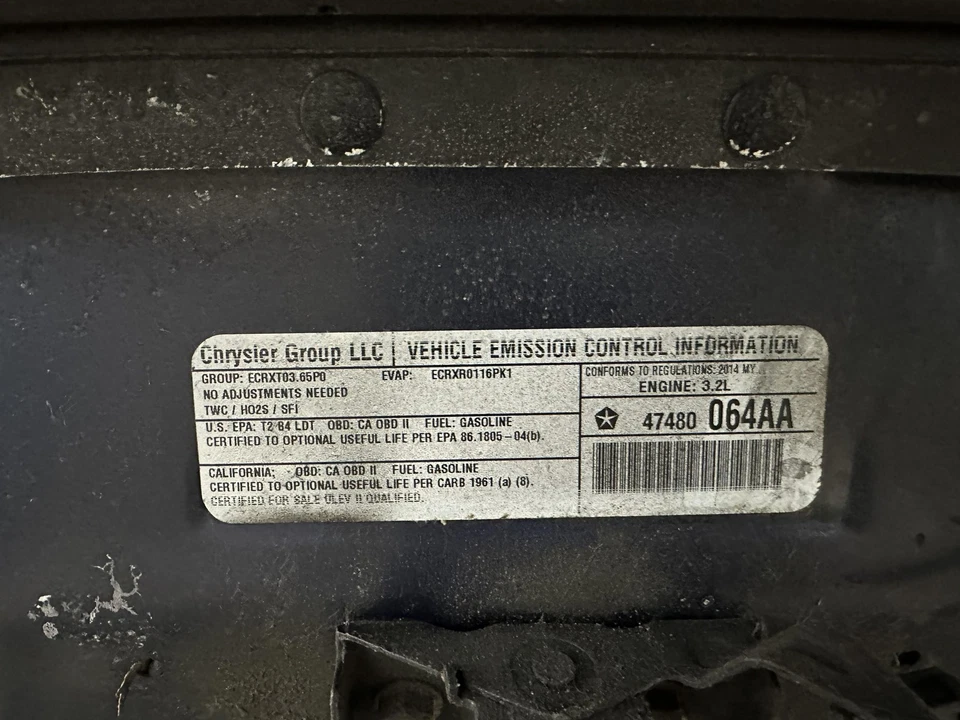 Chrysler Group LLC | VEHICLE EMISSION CONTROL INFORMATION
GROUP: ECRXT03.65P0 EVAP: ECRXR0116PK1
NO ADJUSTMENTS NEEDED
TWC / HO2S / SFI
U.S. EPA: T2 B4 LDT OBD: CA OBD II FUEL: GASOLINE
CERTIFIED TO OPTIONAL USEFUL LIFE PER EPA 86.1805-04(b).
CALIFORNIA: OBD: CA OBD II FUEL: GASOLINE
CERTIFIED TO OPTIONAL USEFUL LIFE PER CARB 1961 (a) (8).
CERTIFIED FOR SALE ULEV II QUALIFIED.
CONFORMS TO REGULATIONS: 2014 MY
ENGINE: 3.2L
47480 064AA